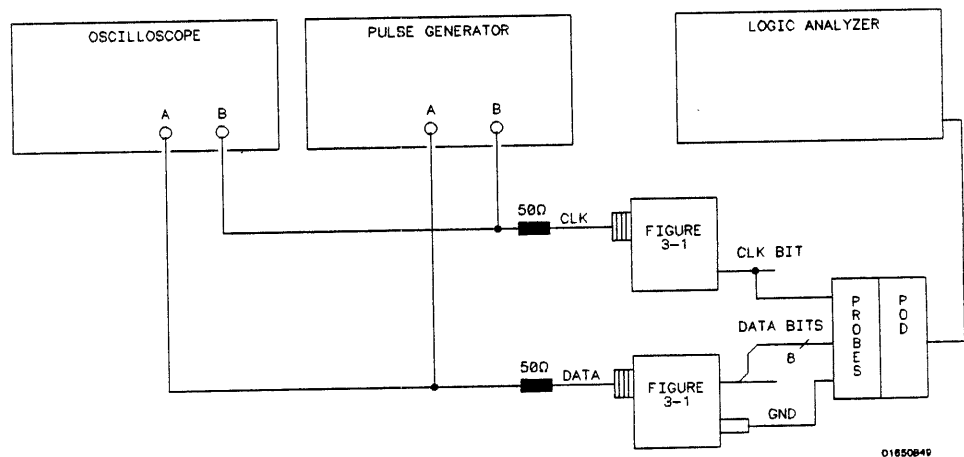 OSCILLOSCOPE
PULSE GENERATOR
LOGIC ANALYZER
A
B
A
B
50Ω
CLK
FIGURE
3-1
CLK BIT
DATA BITS
8
PROBES
POD
50Ω
DATA
FIGURE
3-1
GND
01650B49